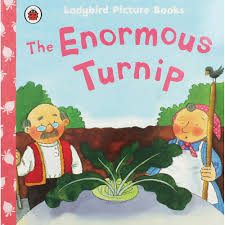 Ladybird Picture Books
The Enormous
Turnip